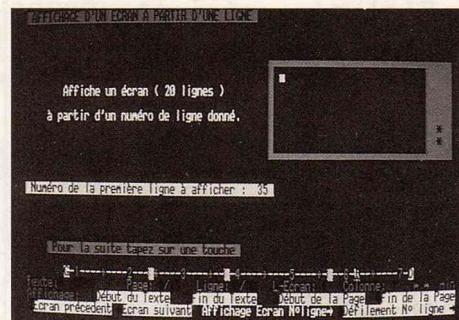 AFFICHAGE D'UN ECRAN A PARTIR D'UNE LIGNE
Affiche un écran ( 20 lignes )
à partir d'un numéro de ligne donné.
*
*
Numéro de la première ligne à afficher : 35
Pour la suite tapez sur une touche
Texte: Page: / Ligne: / L-Ecran: Colonne:
Début du Texte Fin du Texte Début de la Page Fin de la Page
Ecran précedent Ecran suivant Affichage Ecran N°ligne→ Défilement N° ligne